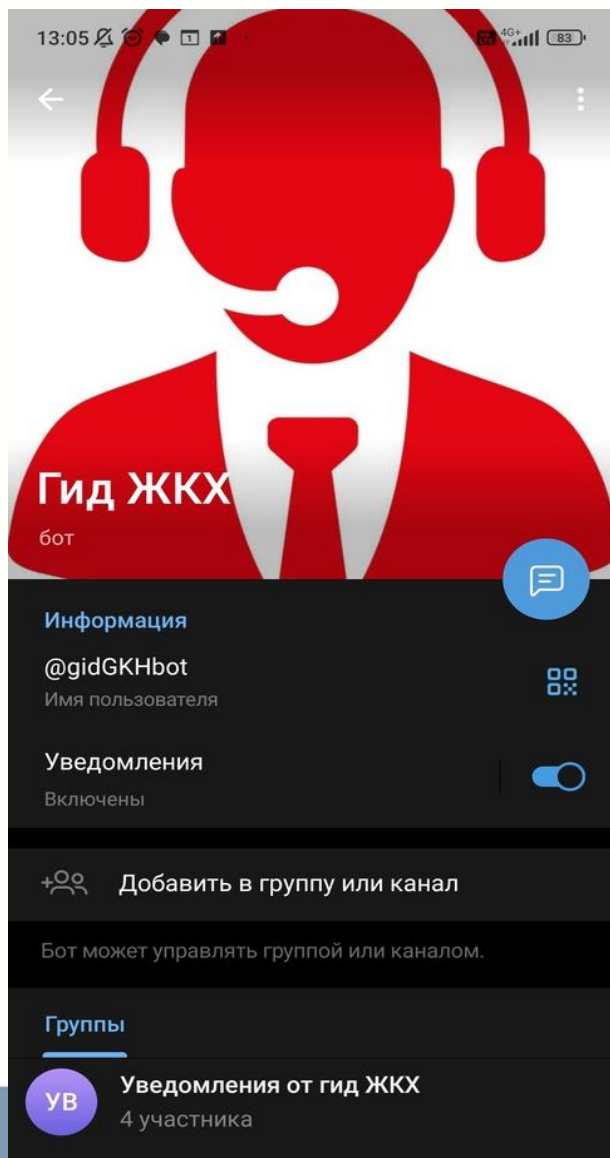 13:05
4G+
83
Гид ЖКХ
бот
Информация
@gidGKHbot
Имя пользователя
Уведомления
Включены
Добавить в группу или канал
Бот может управлять группой или каналом.
Группы
УВ
Уведомления от гид ЖКХ
4 участника